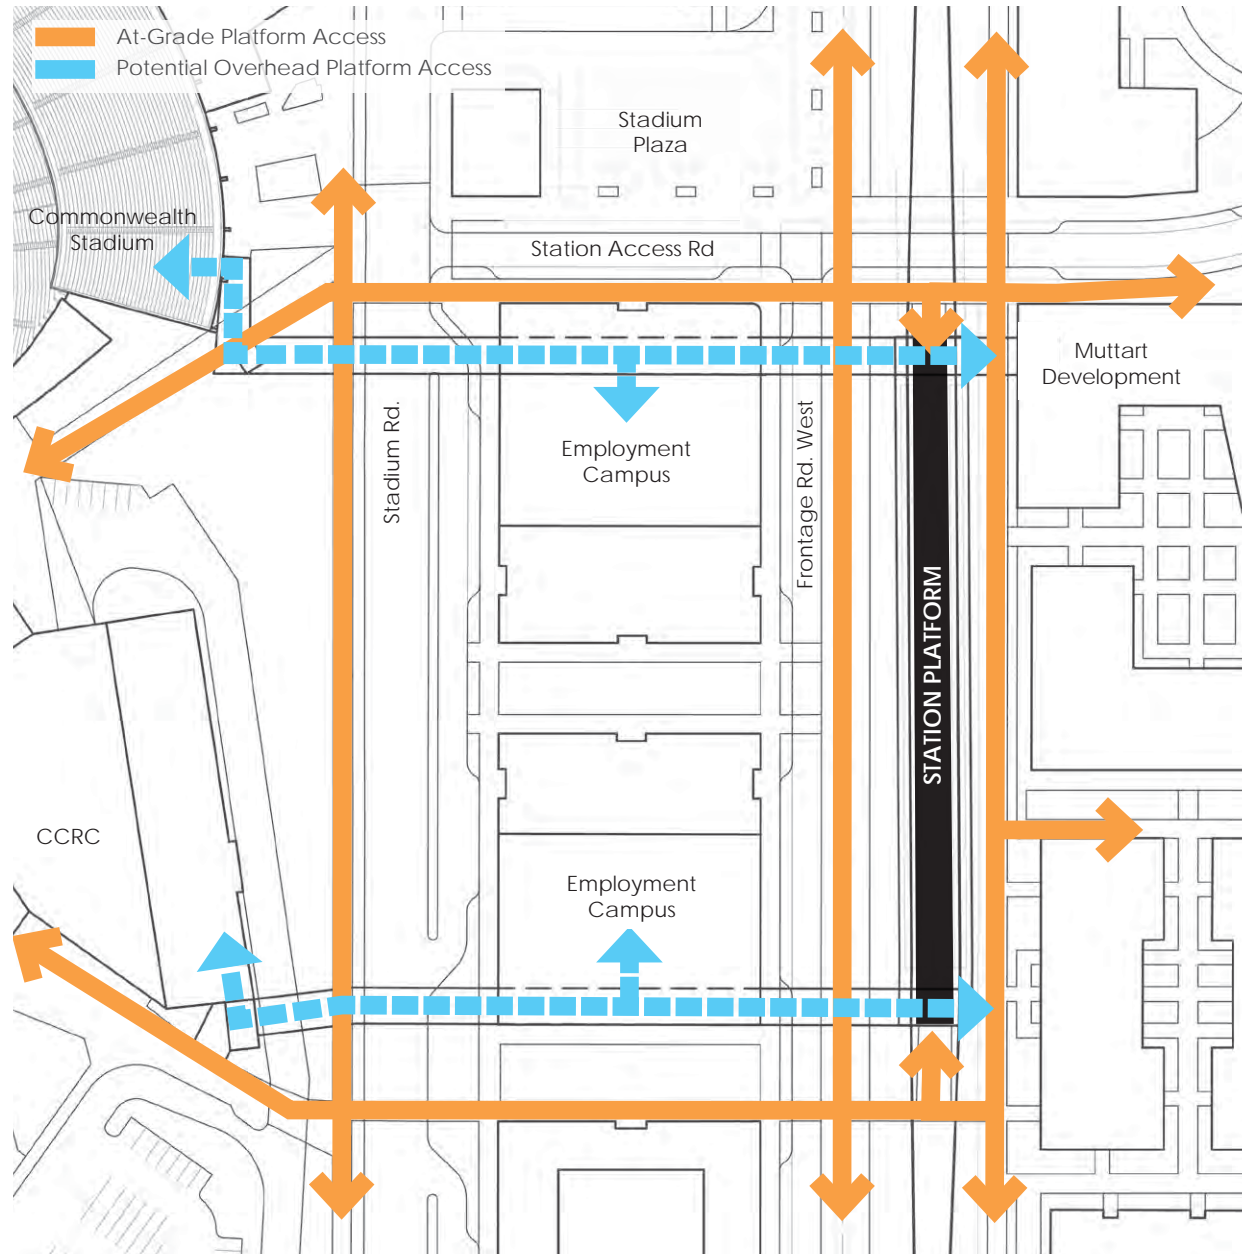 At-Grade Platform Access
Potential Overhead Platform Access
Stadium
Plaza
Commonwealth
Stadium
Station Access Rd
Muttart
Development
Stadium Rd.
Employment
Campus
Frontage Rd. West
STATION PLATFORM
CCRC
Employment
Campus